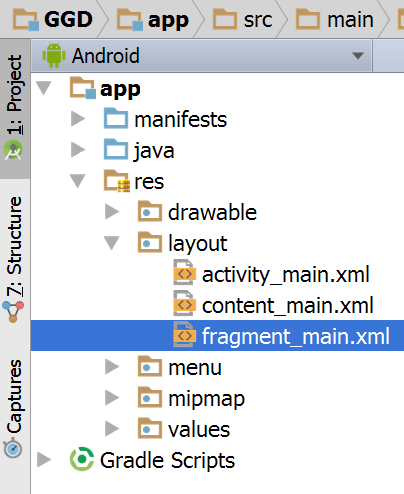 GGD app src main
1: Project
Android
app
manifests
java
res
drawable
layout
activity_main.xml
content_main.xml
fragment_main.xml
menu
mipmap
values
Gradle Scripts
7: Structure
Captures